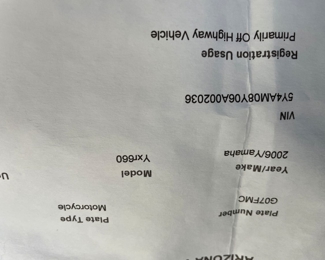 ARIZONA
Plate Number Plate Type
G07FMC Motorcycle
Year/Make Model
2006/Yamaha Yxr660
VIN
5Y4AM08Y06A002036
Registration Usage
Primarily Off Highway Vehicle